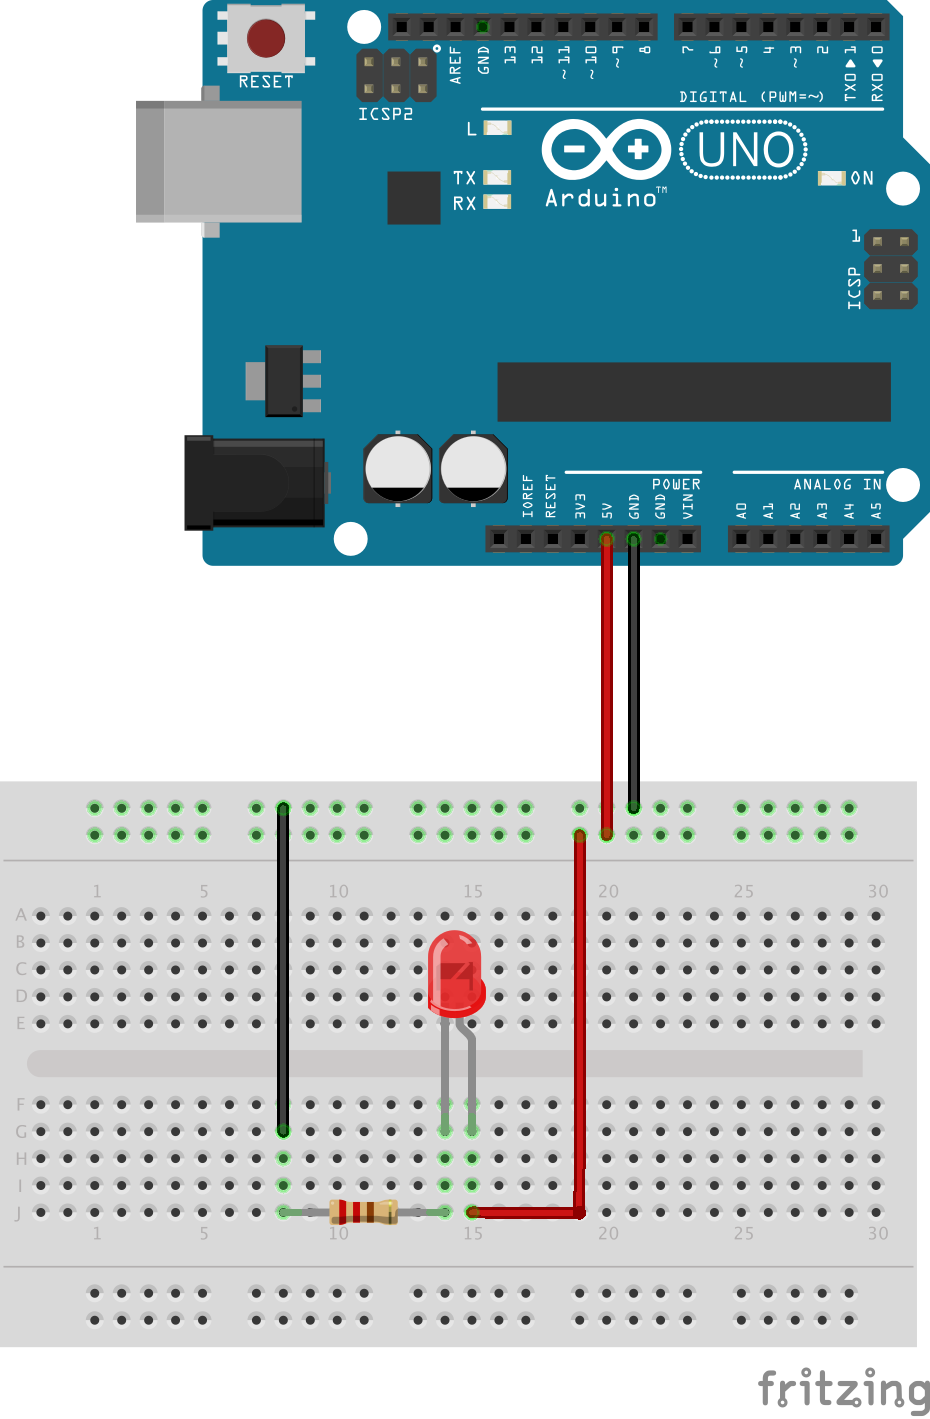 RESET
ICSP2
AREF
GND
13
12
~11
~10
~9
8
7
~6
~5
4
~3
2
TX0▶1
RX0◀0
DIGITAL (PWM=~)
L
TX
RX
Arduino™
UNO
ON
1
ICSP
POWER
ANALOG IN
IOREF
RESET
3V3
5V
GND
GND
VIN
A0
A1
A2
A3
A4
A5
1 5 10 15 20 25 30
A
B
C
D
E
F
G
H
I
J
1 5 10 15 20 25 30
fritzing